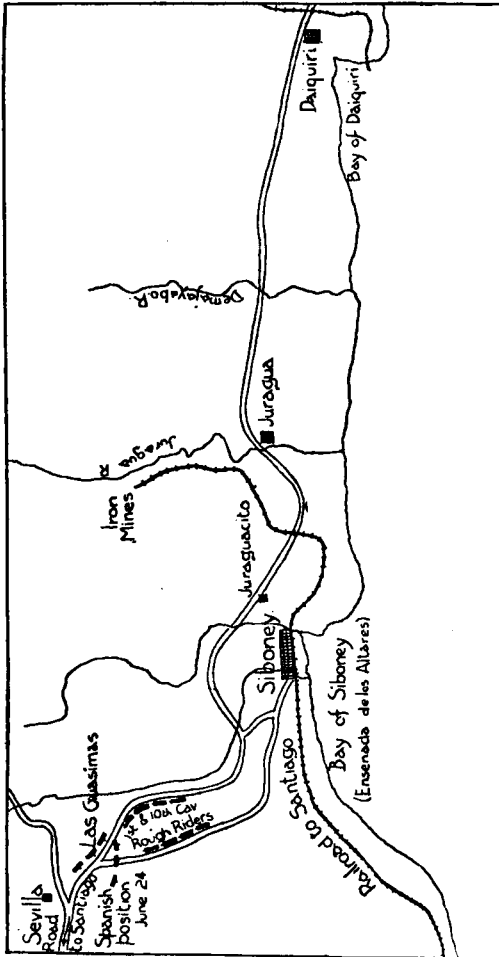 Sevilla
Road
to Santiago
Las Guasimas
Spanish
position
June 24
1st & 10th Cav
Rough Riders
Siboney
Juraguacito
Iron
Mines
Juragua
R
Juragua
Demajayabo R.
Daiquiri
Bay of Daiquiri
Bay of Siboney
(Ensenada de los Altares)
Railroad to Santiago